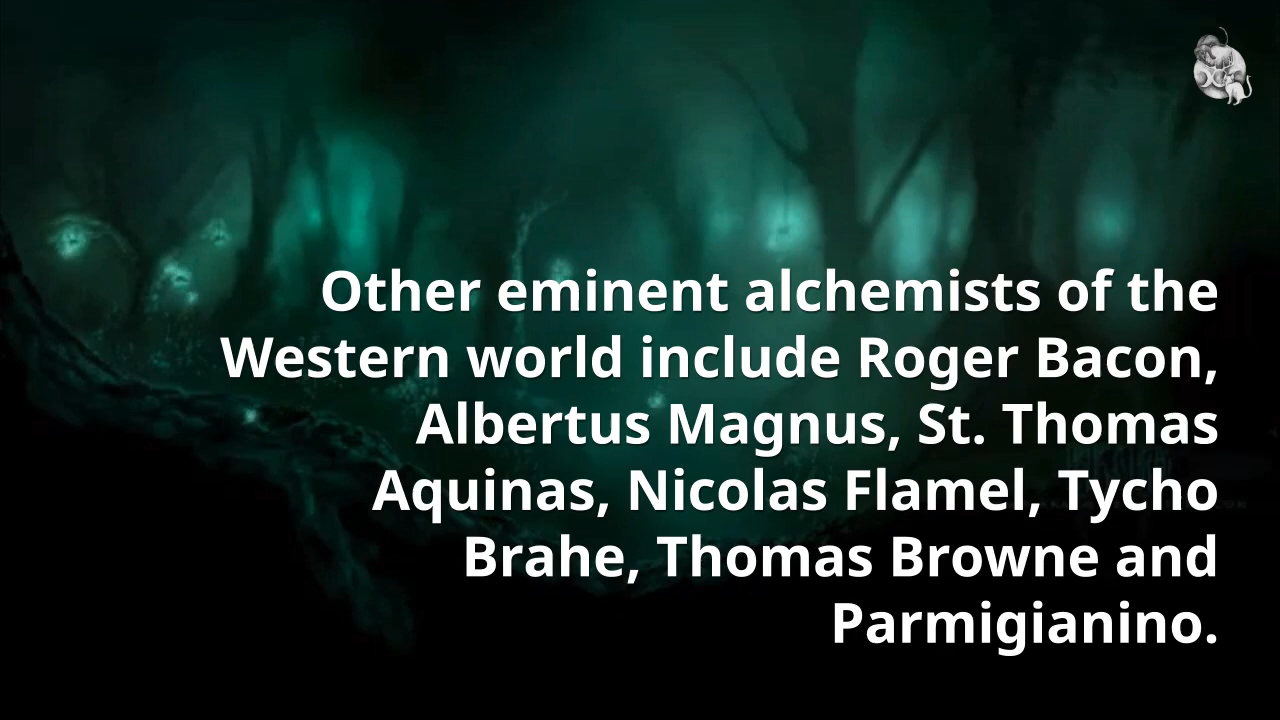 Other eminent alchemists of the
Western world include Roger Bacon,
Albertus Magnus, St. Thomas
Aquinas, Nicolas Flamel, Tycho
Brahe, Thomas Browne and
Parmigianino.